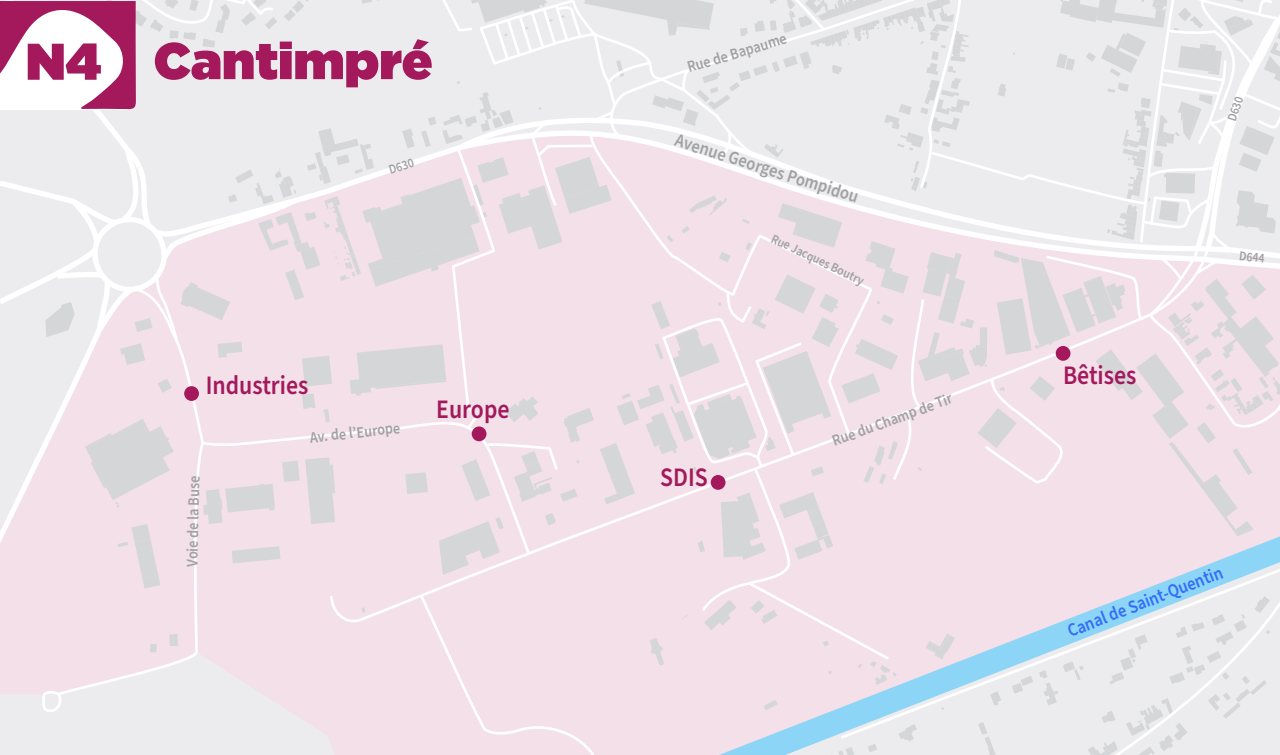 N4
Cantimpré
Rue de Bapaume
D630
Avenue Georges Pompidou
D630
D644
Rue Jacques Boutry
Industries
Europe
Av. de l'Europe
Bêtises
Rue du Champ de Tir
SDIS
Voie de la Buse
Canal de Saint-Quentin